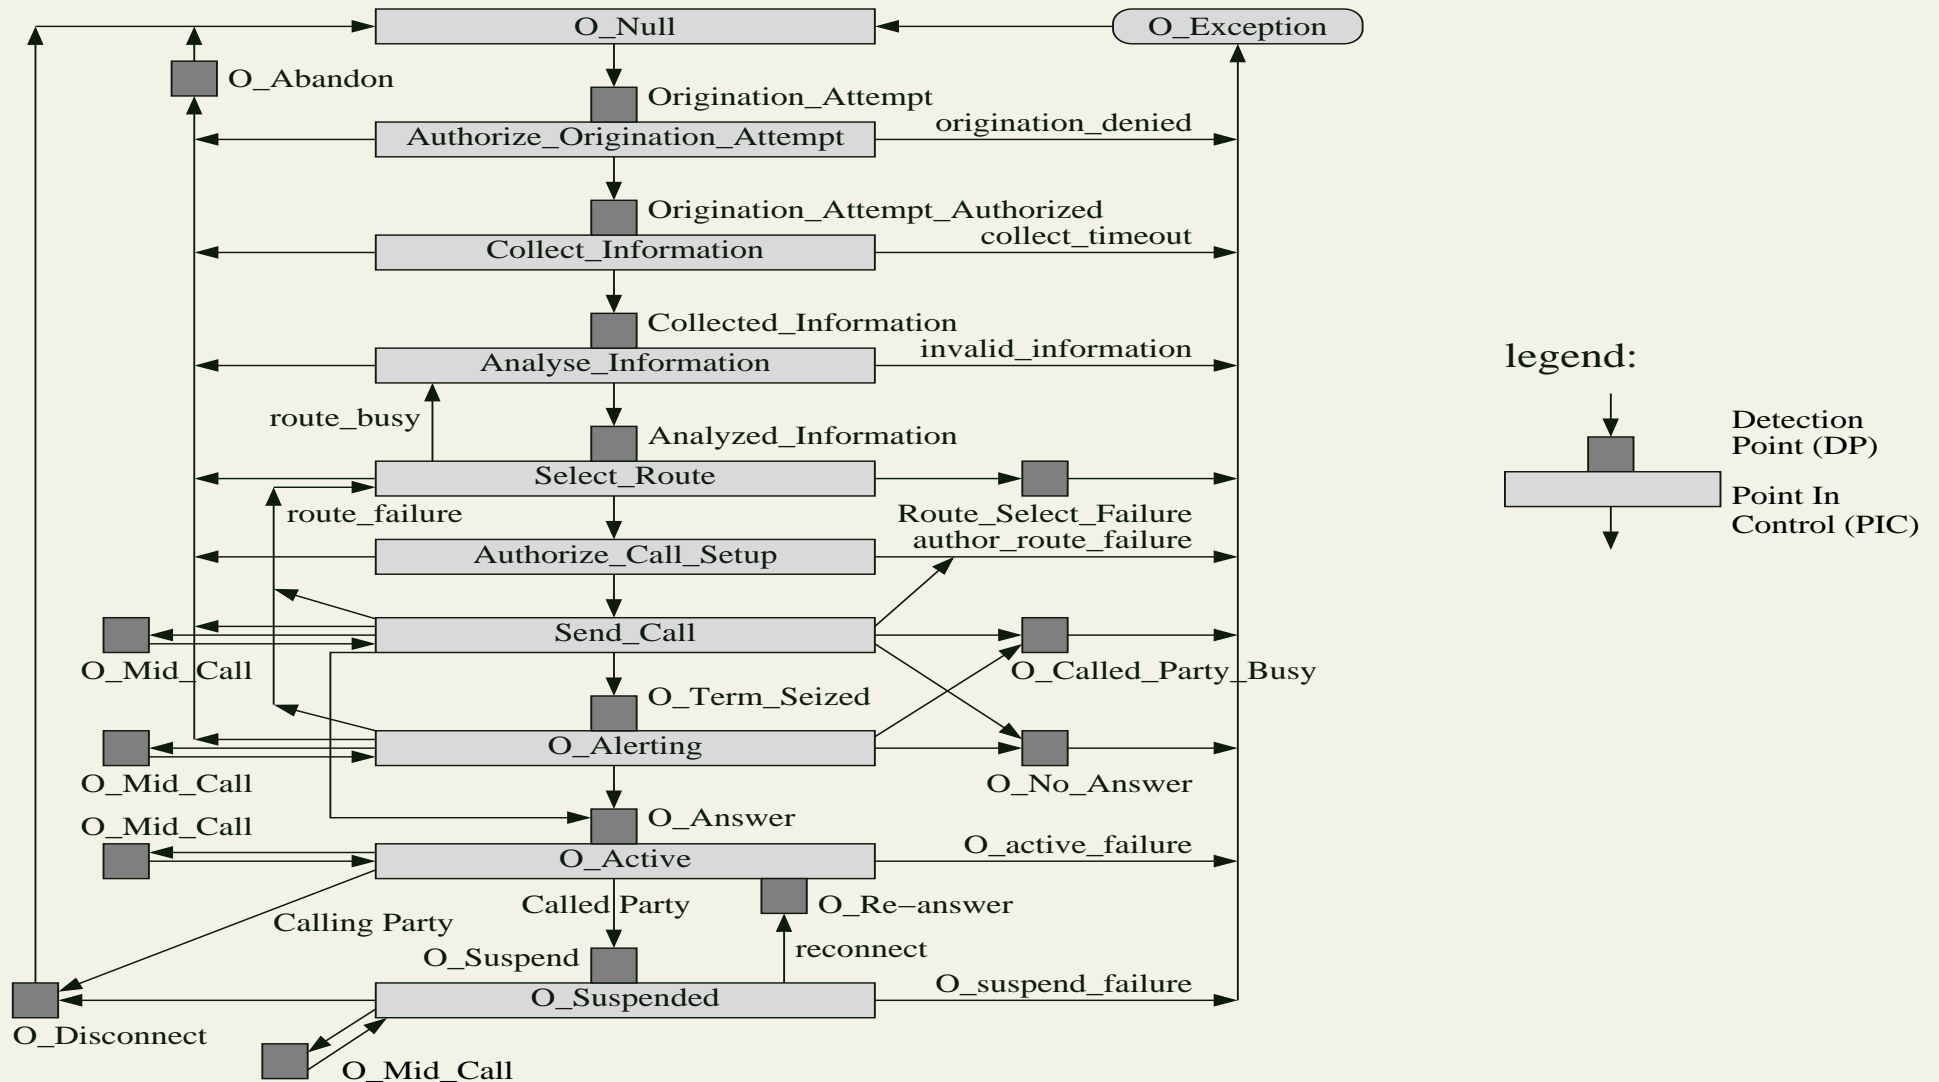 O_Null
O_Exception
O_Abandon
Origination_Attempt
origination_denied
Authorize_Origination_Attempt
Origination_Attempt_Authorized
collect_timeout
Collect_Information
Collected_Information
invalid_information
Analyse_Information
legend:
route_busy
Analyzed_Information
Detection
Point (DP)
Select_Route
Point In
Control (PIC)
route_failure
Route_Select_Failure
author_route_failure
Authorize_Call_Setup
Send_Call
O_Mid_Call
O_Called_Party_Busy
O_Term_Seized
O_Alerting
O_Mid_Call
O_No_Answer
O_Mid_Call
O_Answer
O_active_failure
O_Active
Called Party
O_Re−answer
Calling Party
reconnect
O_Suspend
O_suspend_failure
O_Suspended
O_Disconnect
O_Mid_Call